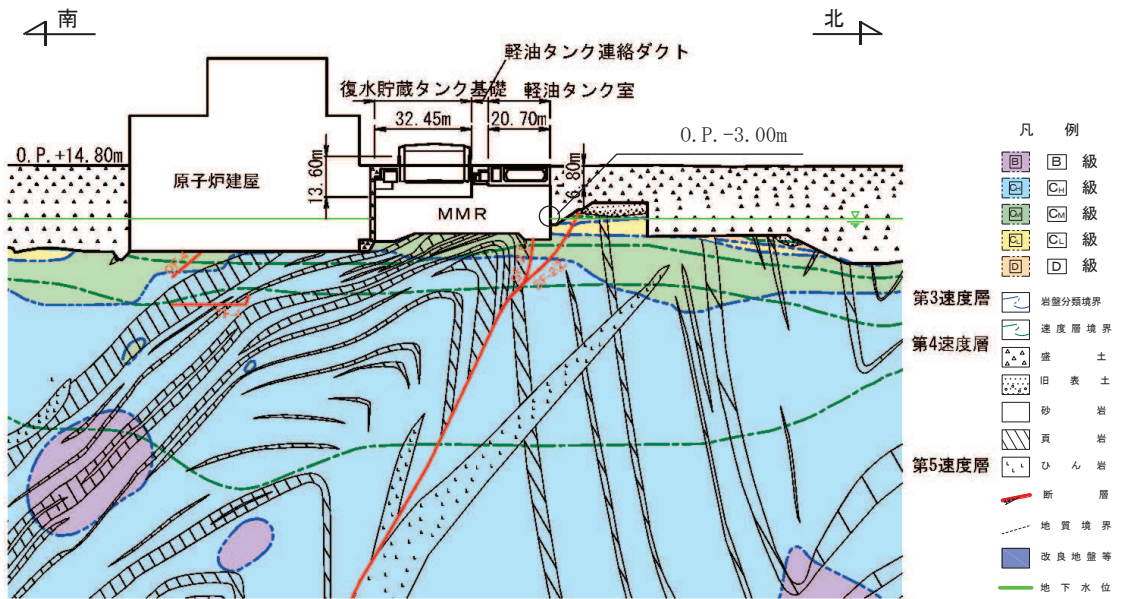 南
北
軽油タンク連絡ダクト
復水貯蔵タンク基礎
軽油タンク室
32.45m
20.70m
O.P.-3.00m
O.P.+14.80m
13.60m
6.80m
原子炉建屋
MMR
第3速度層
第4速度層
第5速度層
凡 例
B B 級
CH CH 級
CM CM 級
CL CL 級
D D 級
岩盤分類境界
速度層境界
盛 土
旧 表 土
砂 岩
頁 岩
ひ ん 岩
断 層
地 質 境 界
改 良 地 盤 等
地 下 水 位